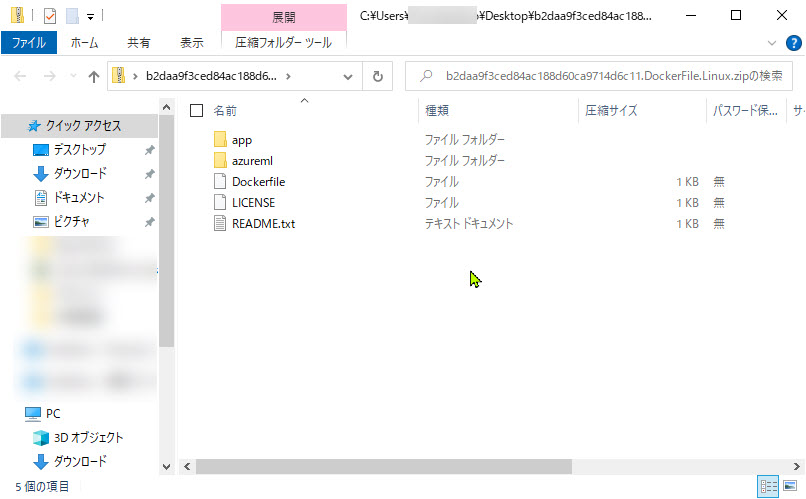 展開
C:¥Users¥ ¥Desktop¥b2daa9f3ced84ac188...
ファイル ホーム 共有 表示 圧縮フォルダー ツール
b2daa9f3ced84ac188d6...
b2daa9f3ced84ac188d60ca9714d6c11.DockerFile.Linux.zipの検索
名前 種類 圧縮サイズ パスワード保... サ
クイック アクセス
デスクトップ
ダウンロード
ドキュメント
ピクチャ
PC
3D オブジェクト
ダウンロード
app ファイル フォルダー
azureml ファイル フォルダー
Dockerfile ファイル 1 KB 無
LICENSE ファイル 1 KB 無
README.txt テキスト ドキュメント 1 KB 無
5 個の項目